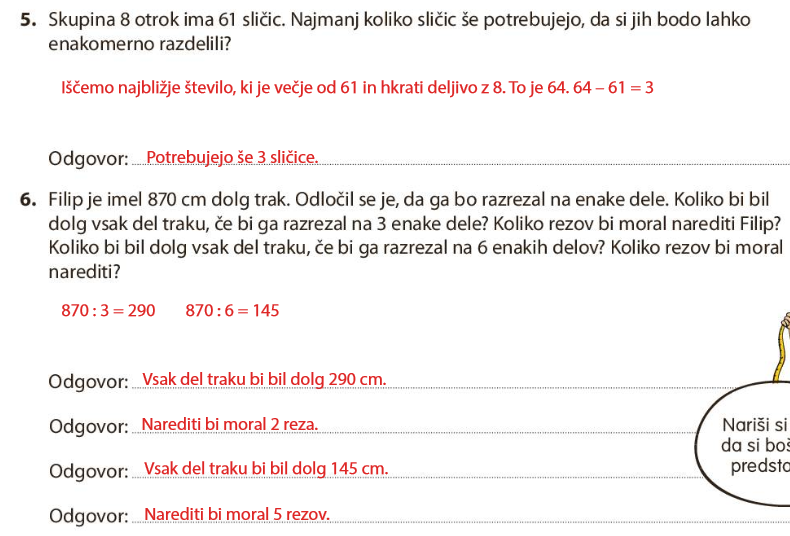 5. Skupina 8 otrok ima 61 sličic. Najmanj koliko sličic še potrebujejo, da si jih bodo lahko
enakomerno razdelili?
Iščemo najbližje število, ki je večje od 61 in hkrati deljivo z 8. To je 64. 64 – 61 = 3
Odgovor: Potrebujejo še 3 sličice.
6. Filip je imel 870 cm dolg trak. Odločil se je, da ga bo razrezal na enake dele. Koliko bi bil
dolg vsak del traku, če bi ga razrezal na 3 enake dele? Koliko rezov bi moral narediti Filip?
Koliko bi bil dolg vsak del traku, če bi ga razrezal na 6 enakih delov? Koliko rezov bi moral
narediti?
870 : 3 = 290 870 : 6 = 145
Odgovor: Vsak del traku bi bil dolg 290 cm.
Odgovor: Narediti bi moral 2 reza.
Odgovor: Vsak del traku bi bil dolg 145 cm.
Odgovor: Narediti bi moral 5 rezov.
Nariši si
da si boš
predsta